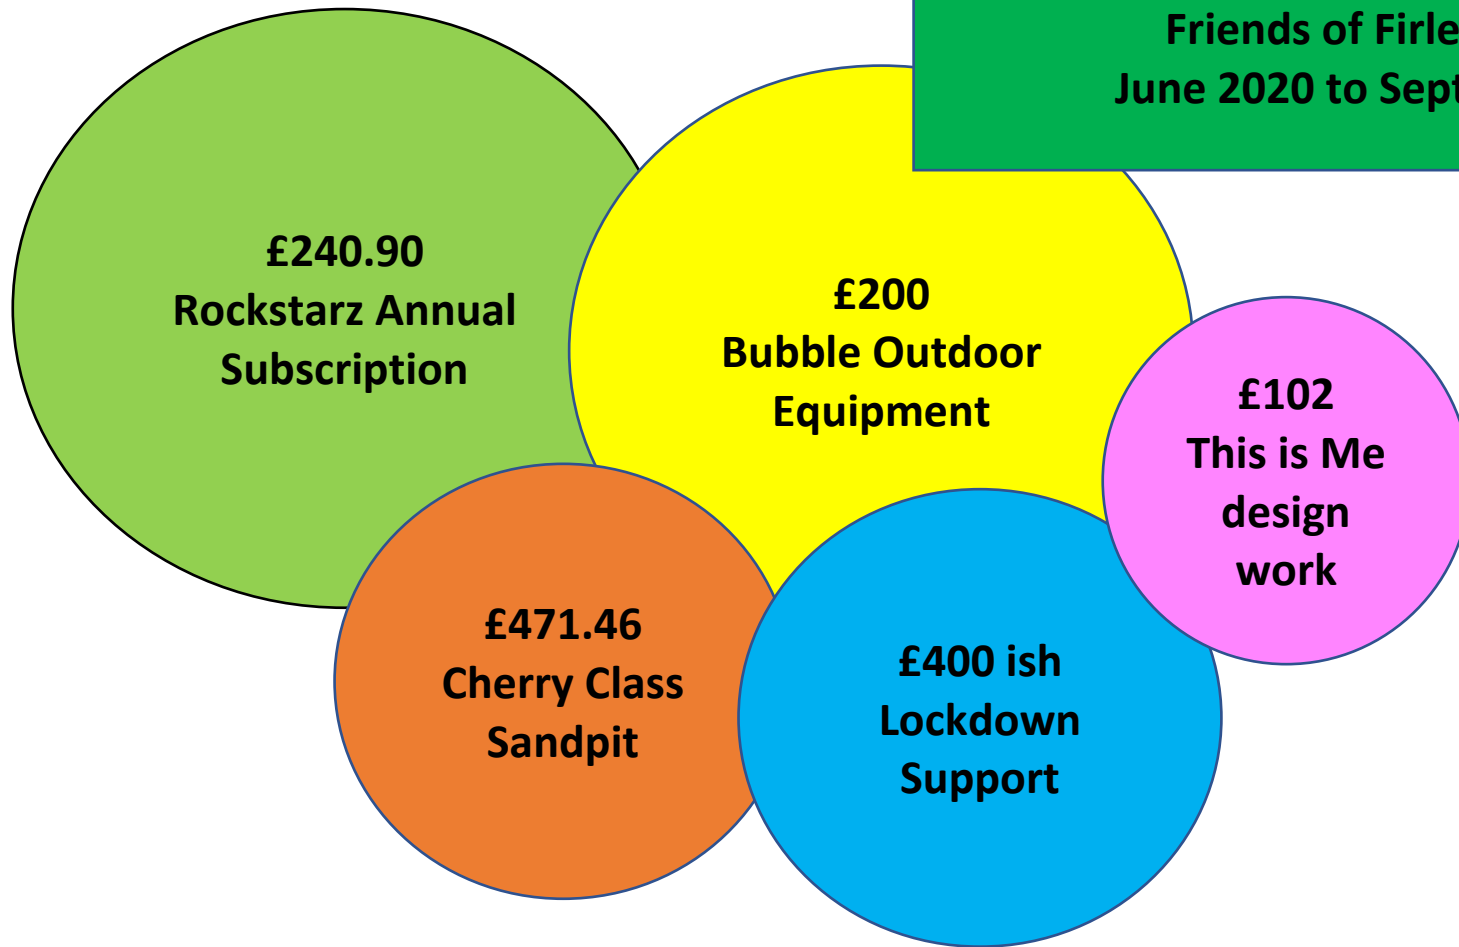 Friends of Firle
June 2020 to Sept
£240.90
Rockstarz Annual
Subscription
£200
Bubble Outdoor
Equipment
£102
This is Me
design
work
£471.46
Cherry Class
Sandpit
£400 ish
Lockdown
Support